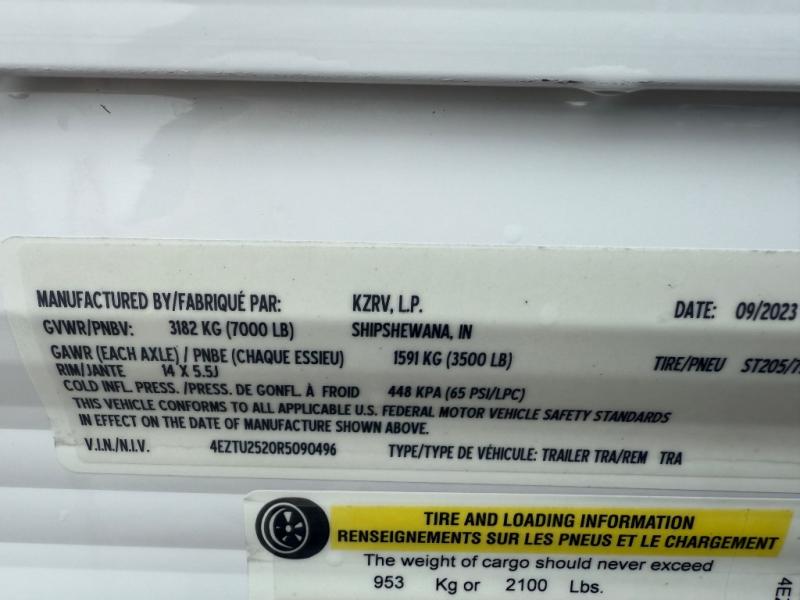 MANUFACTURED BY/FABRIQUÉ PAR: KZRV, L.P. DATE: 09/2023
GVWR/PNBV: 3182 KG (7000 LB) SHIPSHEWANA, IN
GAWR (EACH AXLE) / PNBE (CHAQUE ESSIEU) 1591 KG (3500 LB) TIRE/PNEU ST205/7
RIM/JANTE 14 X 5.5J
COLD INFL. PRESS. /PRESS. DE GONFL. À FROID 448 KPA (65 PSI/LPC)
THIS VEHICLE CONFORMS TO ALL APPLICABLE U.S. FEDERAL MOTOR VEHICLE SAFETY STANDARDS
IN EFFECT ON THE DATE OF MANUFACTURE SHOWN ABOVE.
V.I.N./N.I.V. 4EZTU2520R5090496 TYPE/TYPE DE VÉHICULE: TRAILER TRA/REM TRA
TIRE AND LOADING INFORMATION
RENSEIGNEMENTS SUR LES PNEUS ET LE CHARGEMENT
The weight of cargo should never exceed
953 Kg or 2100 Lbs.